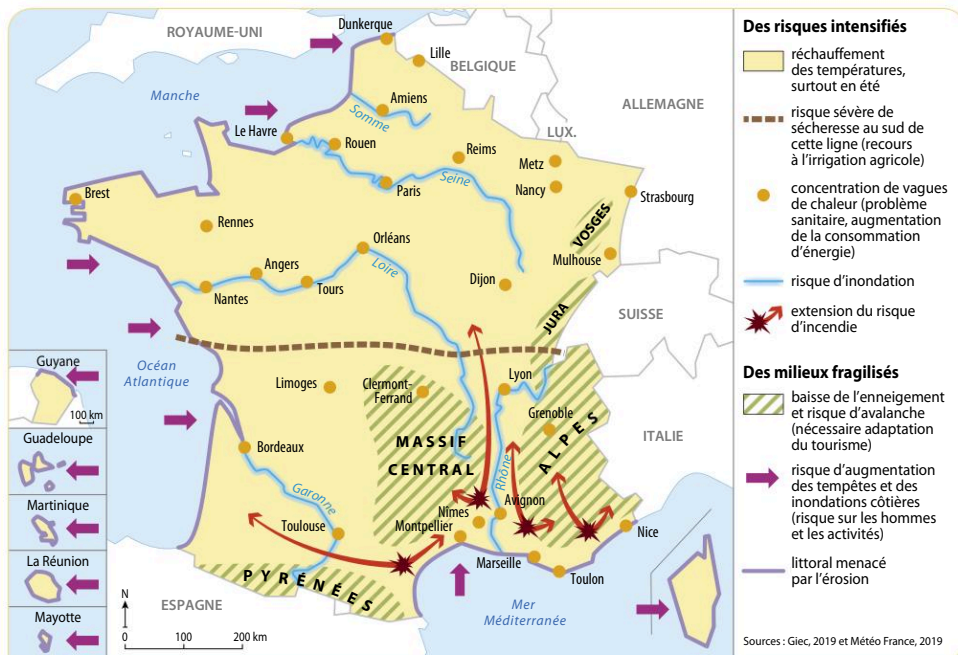 ROYAUME-UNI
Dunkerque
Lille
BELGIQUE
Manche
ALLEMAGNE
Amiens
Somme
LUX.
Le Havre
Rouen
Reims
Metz
Seine
Paris
Nancy
Strasbourg
Brest
Rennes
VOSGES
Orléans
Mulhouse
Angers
Loire
Dijon
Nantes
Tours
JURA
SUISSE
Océan
Atlantique
Limoges
Clermont-
Ferrand
Lyon
Grenoble
ALPES
ITALIE
MASSIF
CENTRAL
Bordeaux
Rhône
Garonne
Avignon
Nîmes
Toulouse
Montpellier
Nice
Marseille
Toulon
PYRÉNÉES
ESPAGNE
Mer
Méditerranée
N
0 100 200 km
Guyane
100 km
Guadeloupe
Martinique
La Réunion
Mayotte
Des risques intensifiés
réchauffement
des températures,
surtout en été
risque sévère de
sécheresse au sud de
cette ligne (recours
à l'irrigation agricole)
concentration de vagues
de chaleur (problème
sanitaire, augmentation
de la consommation
d'énergie)
risque d'inondation
extension du risque
d'incendie
Des milieux fragilisés
baisse de l'enneigement
et risque d'avalanche
(nécessaire adaptation
du tourisme)
risque d'augmentation
des tempêtes et des
inondations côtières
(risque sur les hommes
et les activités)
littoral menacé
par l'érosion
Sources : Giec, 2019 et Météo France, 2019